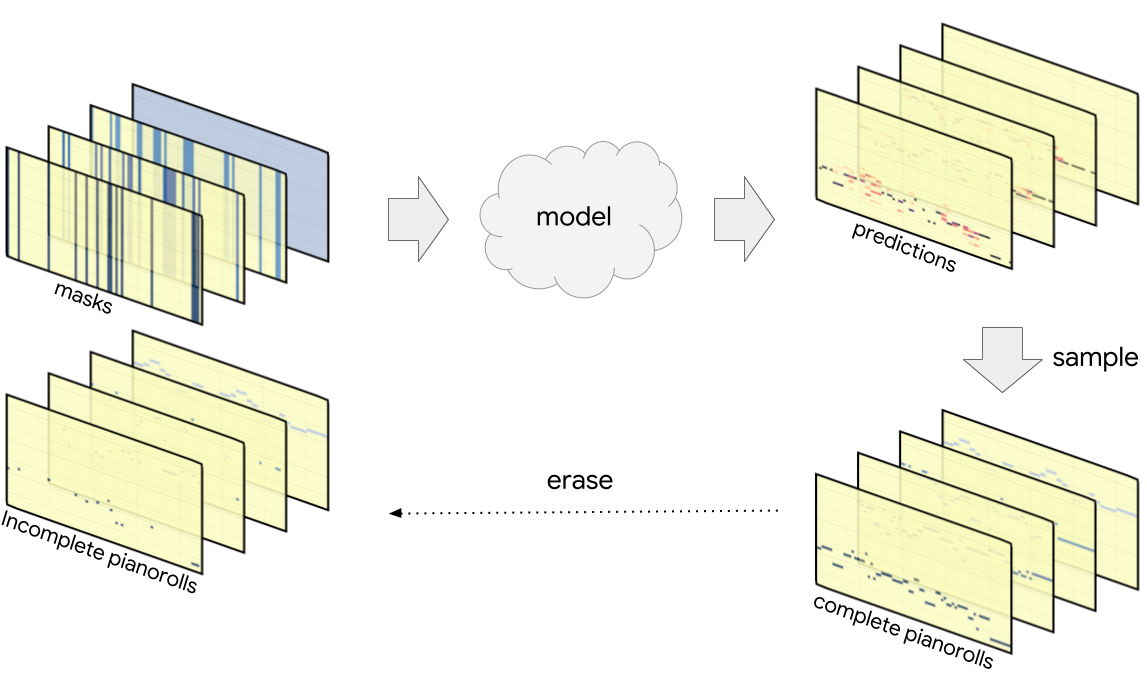 model
masks
predictions
sample
erase
Incomplete pianorolls
complete pianorolls